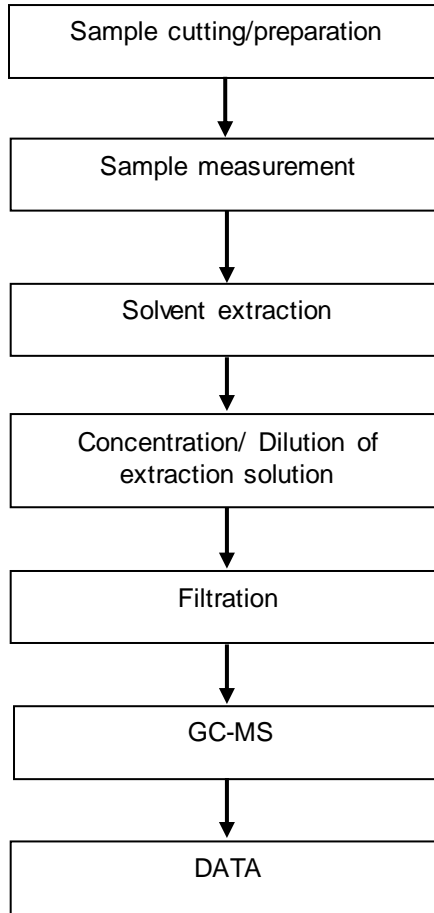 Sample cutting/preparation
Sample measurement
Solvent extraction
Concentration/ Dilution of
extraction solution
Filtration
GC-MS
DATA